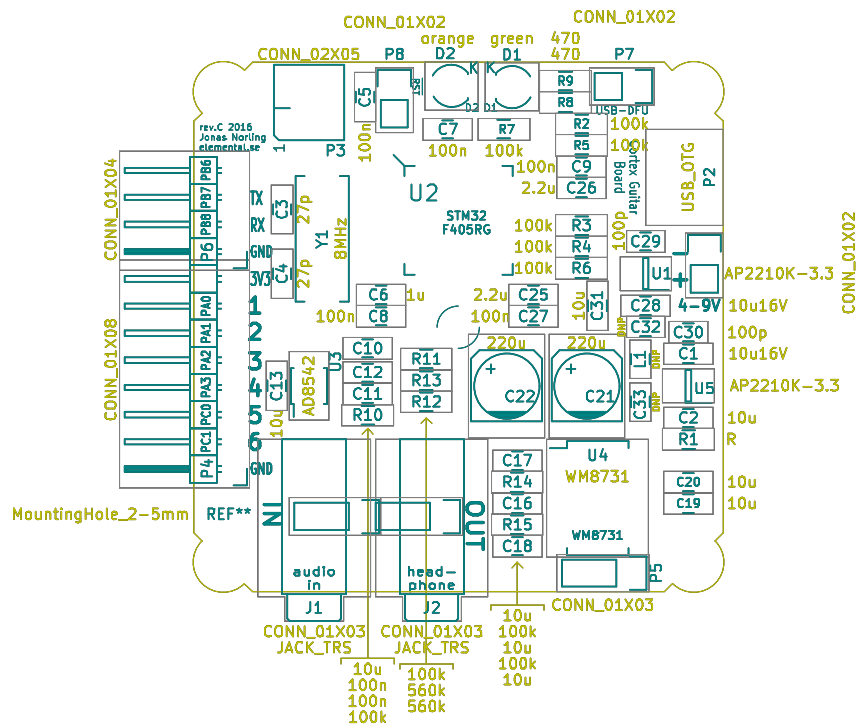 CONN_01X02
CONN_01X02
orange
green
470
CONN_02X05
P8
D2
D1
470
P7
K
K
R9
RST
C5
D2
D1
R8
USB-DFU
rev.C 2016
Jonas Norling
elemental.se
1
P3
100n
C7
R7
R2
100k
100n
100k
R5
100k
Cortex Guitar
Board
USB_OTG
P2
CONN_01X04
PB6
PB7
PB8
P6
TX
RX
GND
3V3
C3
27p
C4
27p
Y1
8MHz
U2
STM32
F405RG
100n
C9
2.2u
C26
100k
R3
100k
R4
100k
R6
100p
C29
U1
+
4-9V
AP2210K-3.3
CONN_01X02
CONN_01X08
PA0
PA1
PA2
PA3
PC0
PC1
P4
1
2
3
4
5
6
GND
C6
1u
100n
C8
2.2u
C25
100n
C27
10u
C31
C28
10u16V
DNP
C32
C30
100p
C10
U3
R11
220u
220u
L1
DNP
C1
10u16V
C13
10u
AD8542
C12
R13
C11
R12
R10
+
C22
+
C21
C33
DNP
U5
AP2210K-3.3
C2
10u
R1
R
C17
R14
C16
R15
C18
U4
WM8731
WM8731
C20
10u
C19
10u
MountingHole_2-5mm
REF**
IN
OUT
audio
in
head-
phone
P5
J1
J2
CONN_01X03
CONN_01X03
JACK_TRS
CONN_01X03
JACK_TRS
10u
100k
10u
100k
10u
10u
100n
100n
100k
100k
560k
560k